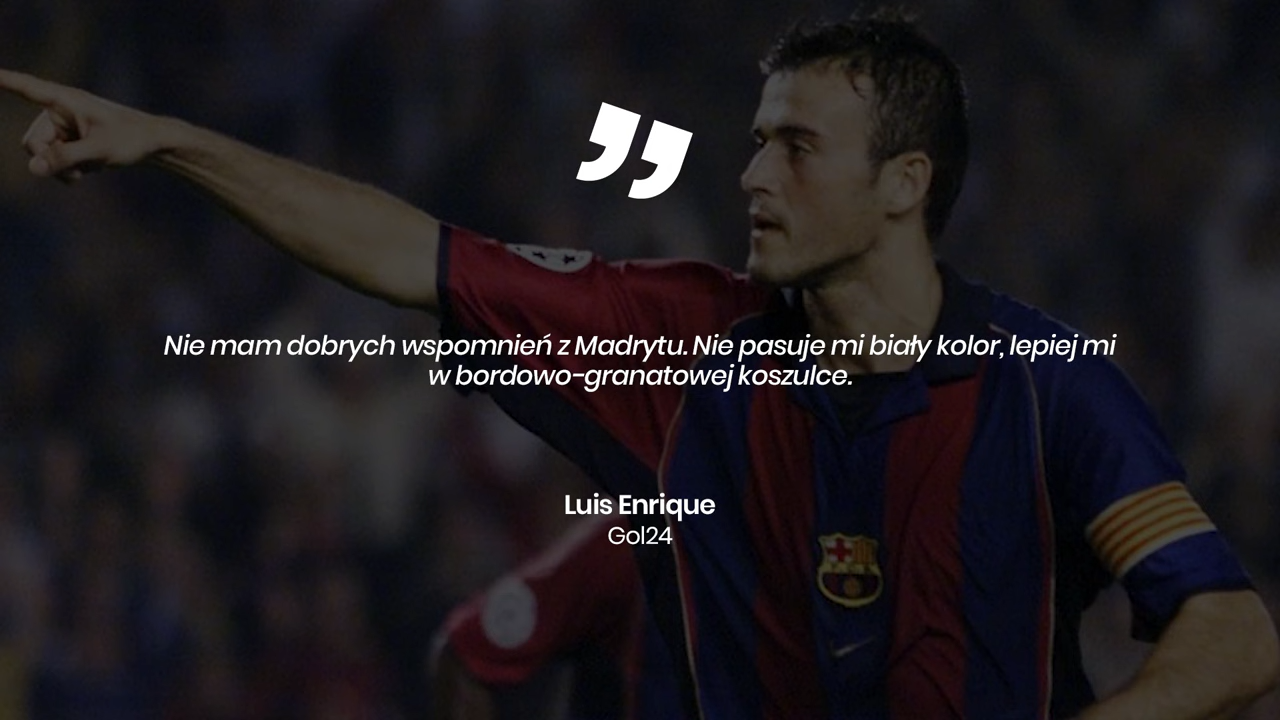 ”
Nie mam dobrych wspomnień z Madrytu. Nie pasuje mi biały kolor, lepiej mi
w bordowo-granatowej koszulce.
Luis Enrique
Gol24